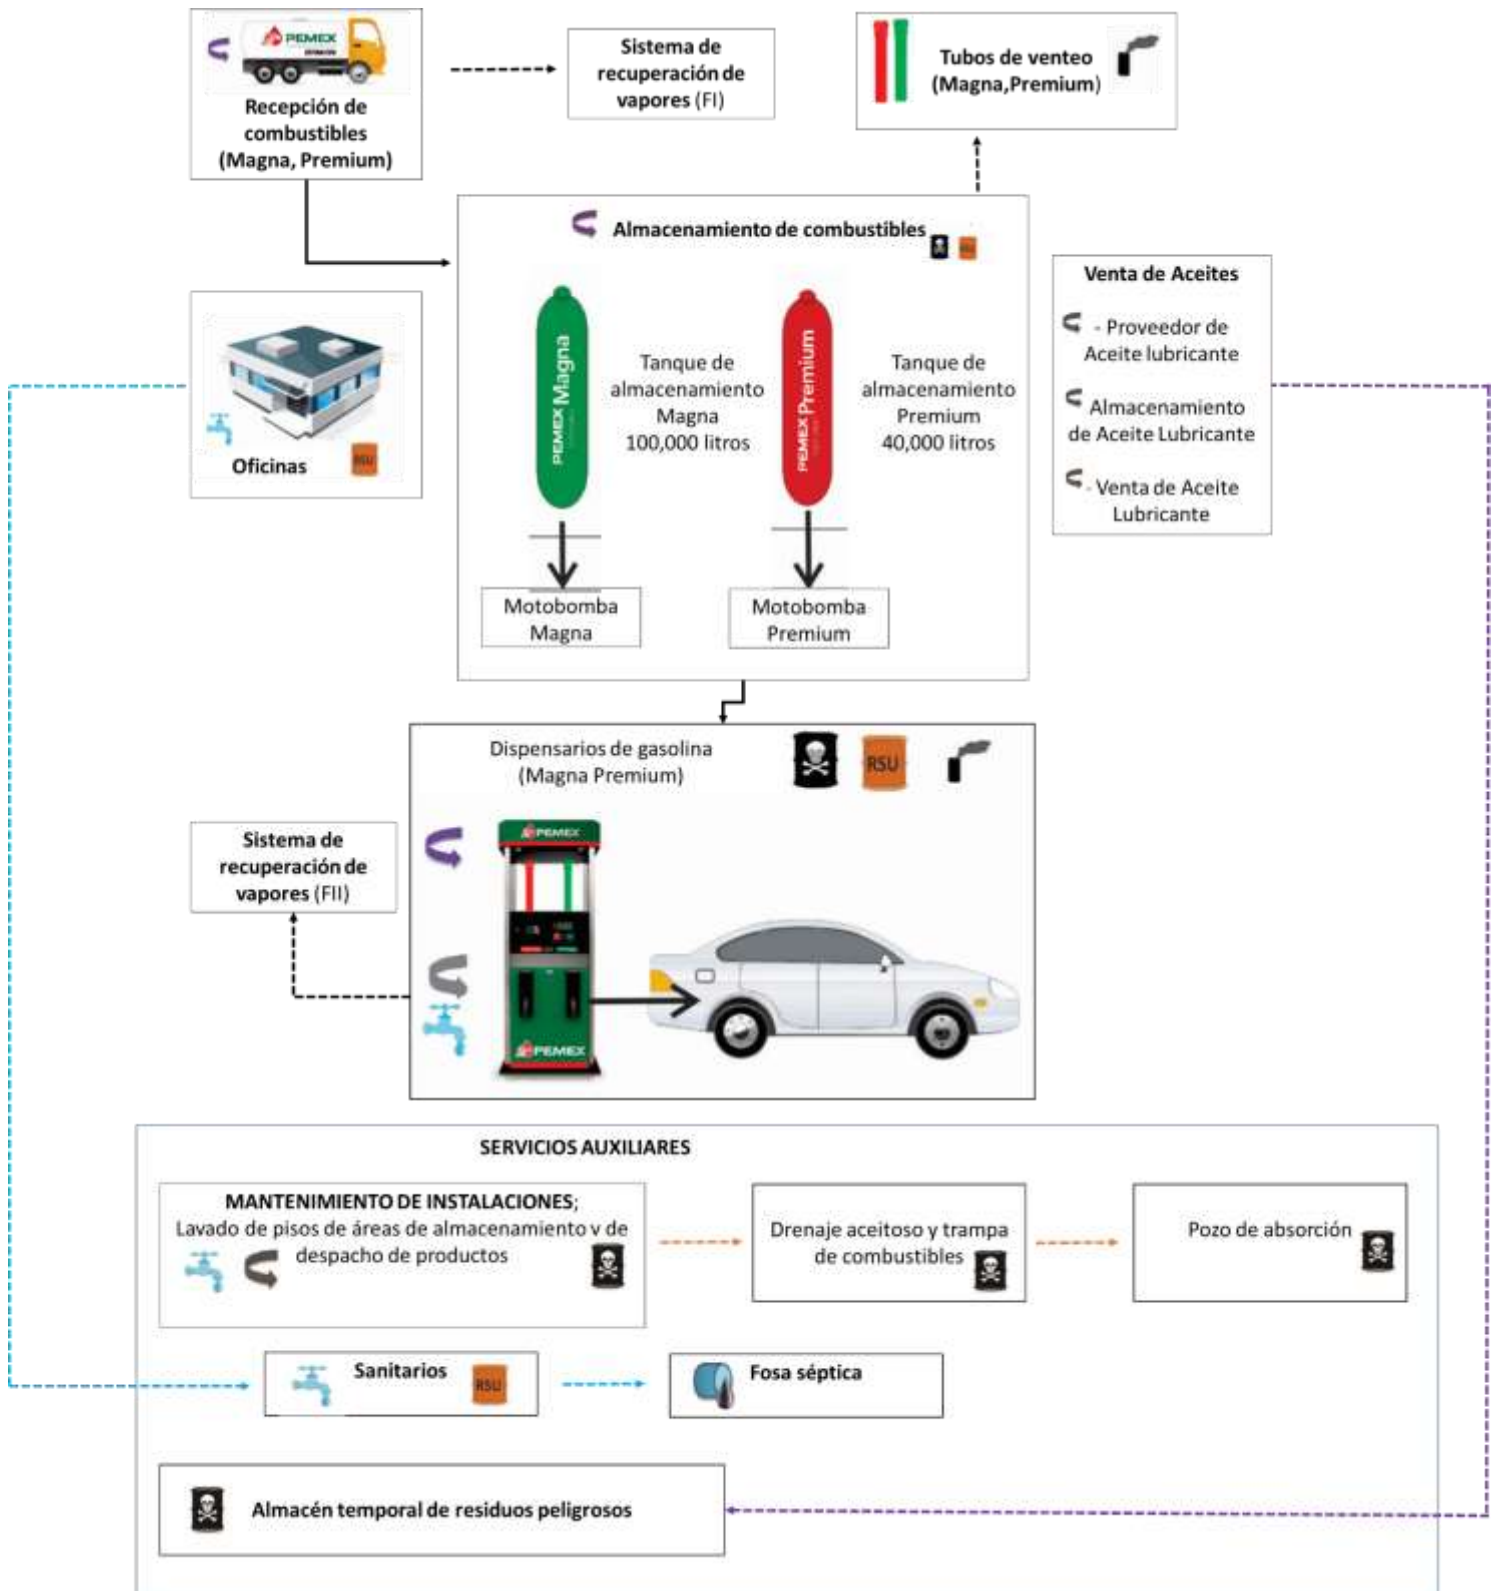 PEMEX
Recepción de
combustibles
(Magna, Premium)
Sistema de
recuperación de
vapores (FI)
Tubos de venteo
(Magna,Premium)
Almacenamiento de combustibles
RSU
PEMEX Magna
Tanque de
almacenamiento
Magna
100,000 litros
PEMEX Premium
Tanque de
almacenamiento
Premium
40,000 litros
Motobomba
Magna
Motobomba
Premium
Oficinas
RSU
Venta de Aceites
- Proveedor de
Aceite lubricante
Almacenamiento
de Aceite Lubricante
- Venta de Aceite
Lubricante
Dispensarios de gasolina
(Magna Premium)
RSU
PEMEX
PEMEX
Sistema de
recuperación de
vapores (FII)
SERVICIOS AUXILIARES
MANTENIMIENTO DE INSTALACIONES;
Lavado de pisos de áreas de almacenamiento y de
despacho de productos
Drenaje aceitoso y trampa
de combustibles
Pozo de absorción
Sanitarios
RSU
Fosa séptica
Almacén temporal de residuos peligrosos